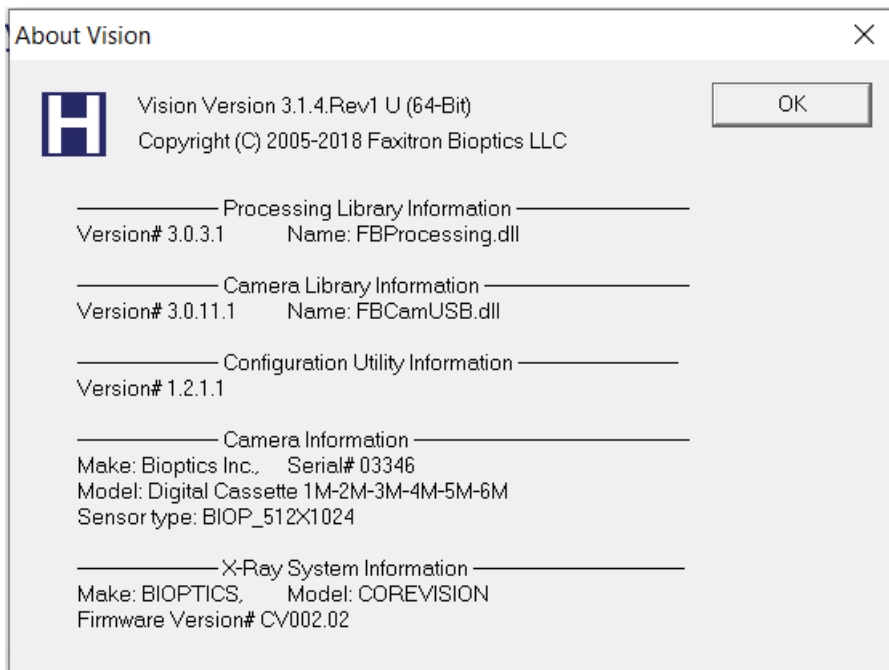 About Vision
H
Vision Version 3.1.4.Rev1 U (64-Bit)
OK
Copyright (C) 2005-2018 Faxitron Bioptics LLC
Processing Library Information
Version# 3.0.3.1 Name: FBProcessing.dll
Camera Library Information
Version# 3.0.11.1 Name: FBCamUSB.dll
Configuration Utility Information
Version# 1.2.1.1
Camera Information
Make: Bioptics Inc., Serial# 03346
Model: Digital Cassette 1M-2M-3M-4M-5M-6M
Sensor type: BIOP_512X1024
X-Ray System Information
Make: BIOPTICS, Model: COREVISION
Firmware Version# CV002.02